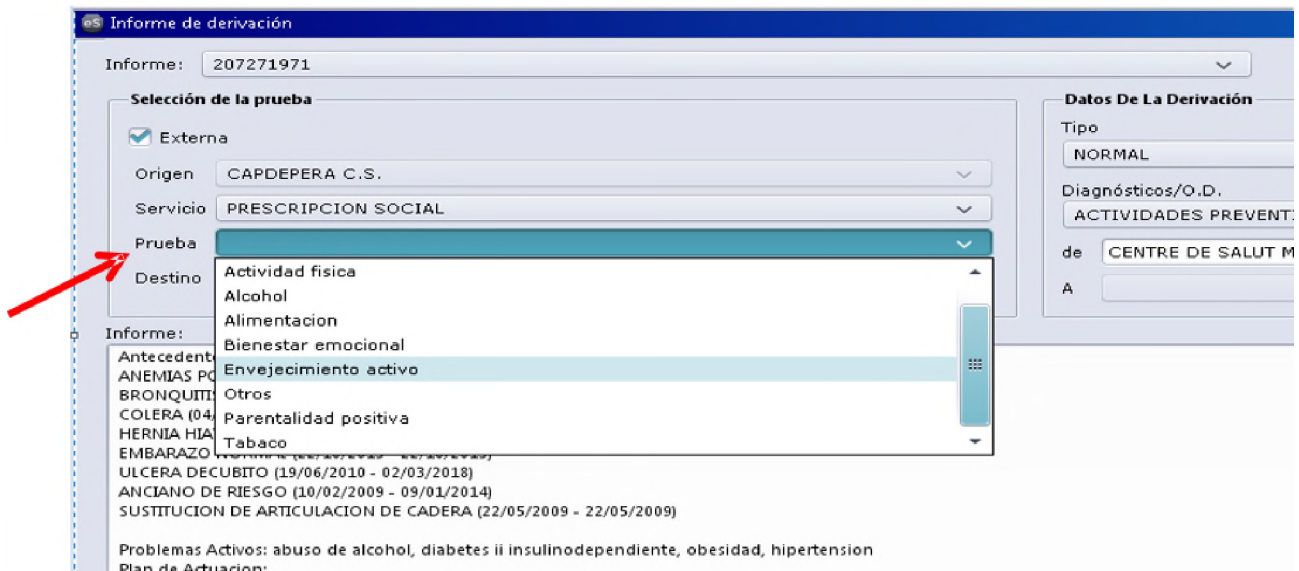 eS Informe de derivación
Informe: 207271971
Selección de la prueba
Externa
Origen CAPDEPERA C.S.
Servicio PRESCRIPCION SOCIAL
Prueba
Destino
Actividad fisica
Alcohol
Alimentacion
Bienestar emocional
Envejecimiento activo
Otros
Parentalidad positiva
Tabaco
Datos De La Derivación
Tipo
NORMAL
Diagnósticos/O.D.
ACTIVIDADES PREVENTI
de CENTRE DE SALUT M
A
Informe:
Antecedent
ANEMIAS PO
BRONQUITI
COLERA (04/
HERNIA HIA
EMBARAZO
ULCERA DECUBITO (19/06/2010 - 02/03/2018)
ANCIANO DE RIESGO (10/02/2009 - 09/01/2014)
SUSTITUCION DE ARTICULACION DE CADERA (22/05/2009 - 22/05/2009)
Problemas Activos: abuso de alcohol, diabetes ii insulinodependiente, obesidad, hipertension
Plan de Actuacion: